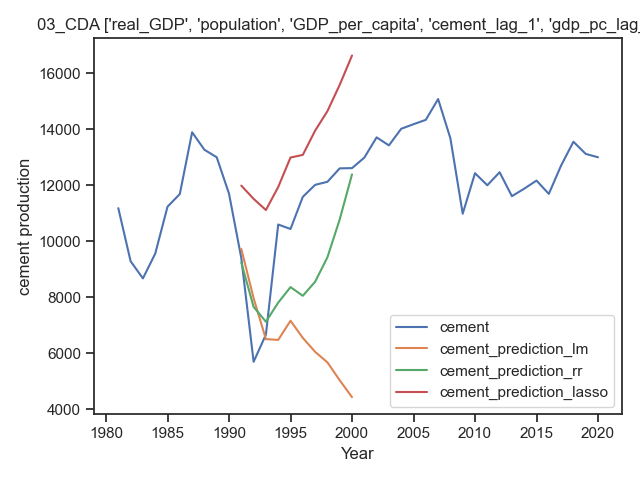 03_CDA ['real_GDP', 'population', 'GDP_per_capita', 'cement_lag_1', 'gdp_pc_lag_
16000
14000
12000
10000
8000
6000
4000
cement production
cement
cement_prediction_lm
cement_prediction_rr
cement_prediction_lasso
1980 1985 1990 1995 2000 2005 2010 2015 2020
Year